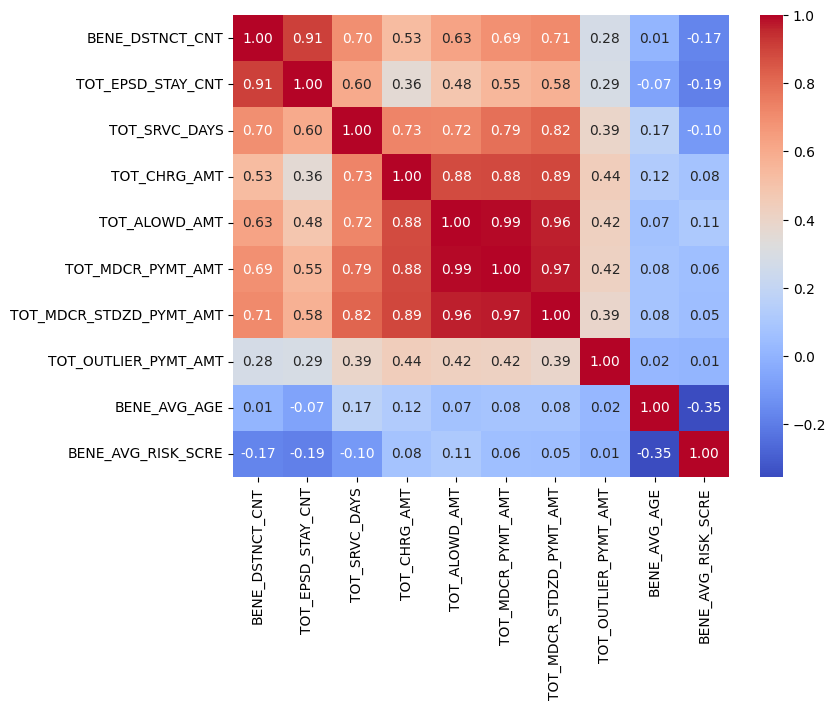 BENE_DSTNCT_CNT 1.00 0.91 0.70 0.53 0.63 0.69 0.71 0.28 0.01 -0.17
TOT_EPSD_STAY_CNT 0.91 1.00 0.60 0.36 0.48 0.55 0.58 0.29 -0.07 -0.19
TOT_SRVC_DAYS 0.70 0.60 1.00 0.73 0.72 0.79 0.82 0.39 0.17 -0.10
TOT_CHRG_AMT 0.53 0.36 0.73 1.00 0.88 0.88 0.89 0.44 0.12 0.08
TOT_ALOWD_AMT 0.63 0.48 0.72 0.88 1.00 0.99 0.96 0.42 0.07 0.11
TOT_MDCR_PYMT_AMT 0.69 0.55 0.79 0.88 0.99 1.00 0.97 0.42 0.08 0.06
TOT_MDCR_STDZD_PYMT_AMT 0.71 0.58 0.82 0.89 0.96 0.97 1.00 0.39 0.08 0.05
TOT_OUTLIER_PYMT_AMT 0.28 0.29 0.39 0.44 0.42 0.42 0.39 1.00 0.02 0.01
BENE_AVG_AGE 0.01 -0.07 0.17 0.12 0.07 0.08 0.08 0.02 1.00 -0.35
BENE_AVG_RISK_SCRE -0.17 -0.19 -0.10 0.08 0.11 0.06 0.05 0.01 -0.35 1.00
BENE_DSTNCT_CNT
TOT_EPSD_STAY_CNT
TOT_SRVC_DAYS
TOT_CHRG_AMT
TOT_ALOWD_AMT
TOT_MDCR_PYMT_AMT
TOT_MDCR_STDZD_PYMT_AMT
TOT_OUTLIER_PYMT_AMT
BENE_AVG_AGE
BENE_AVG_RISK_SCRE
1.0
0.8
0.6
0.4
0.2
0.0
−0.2